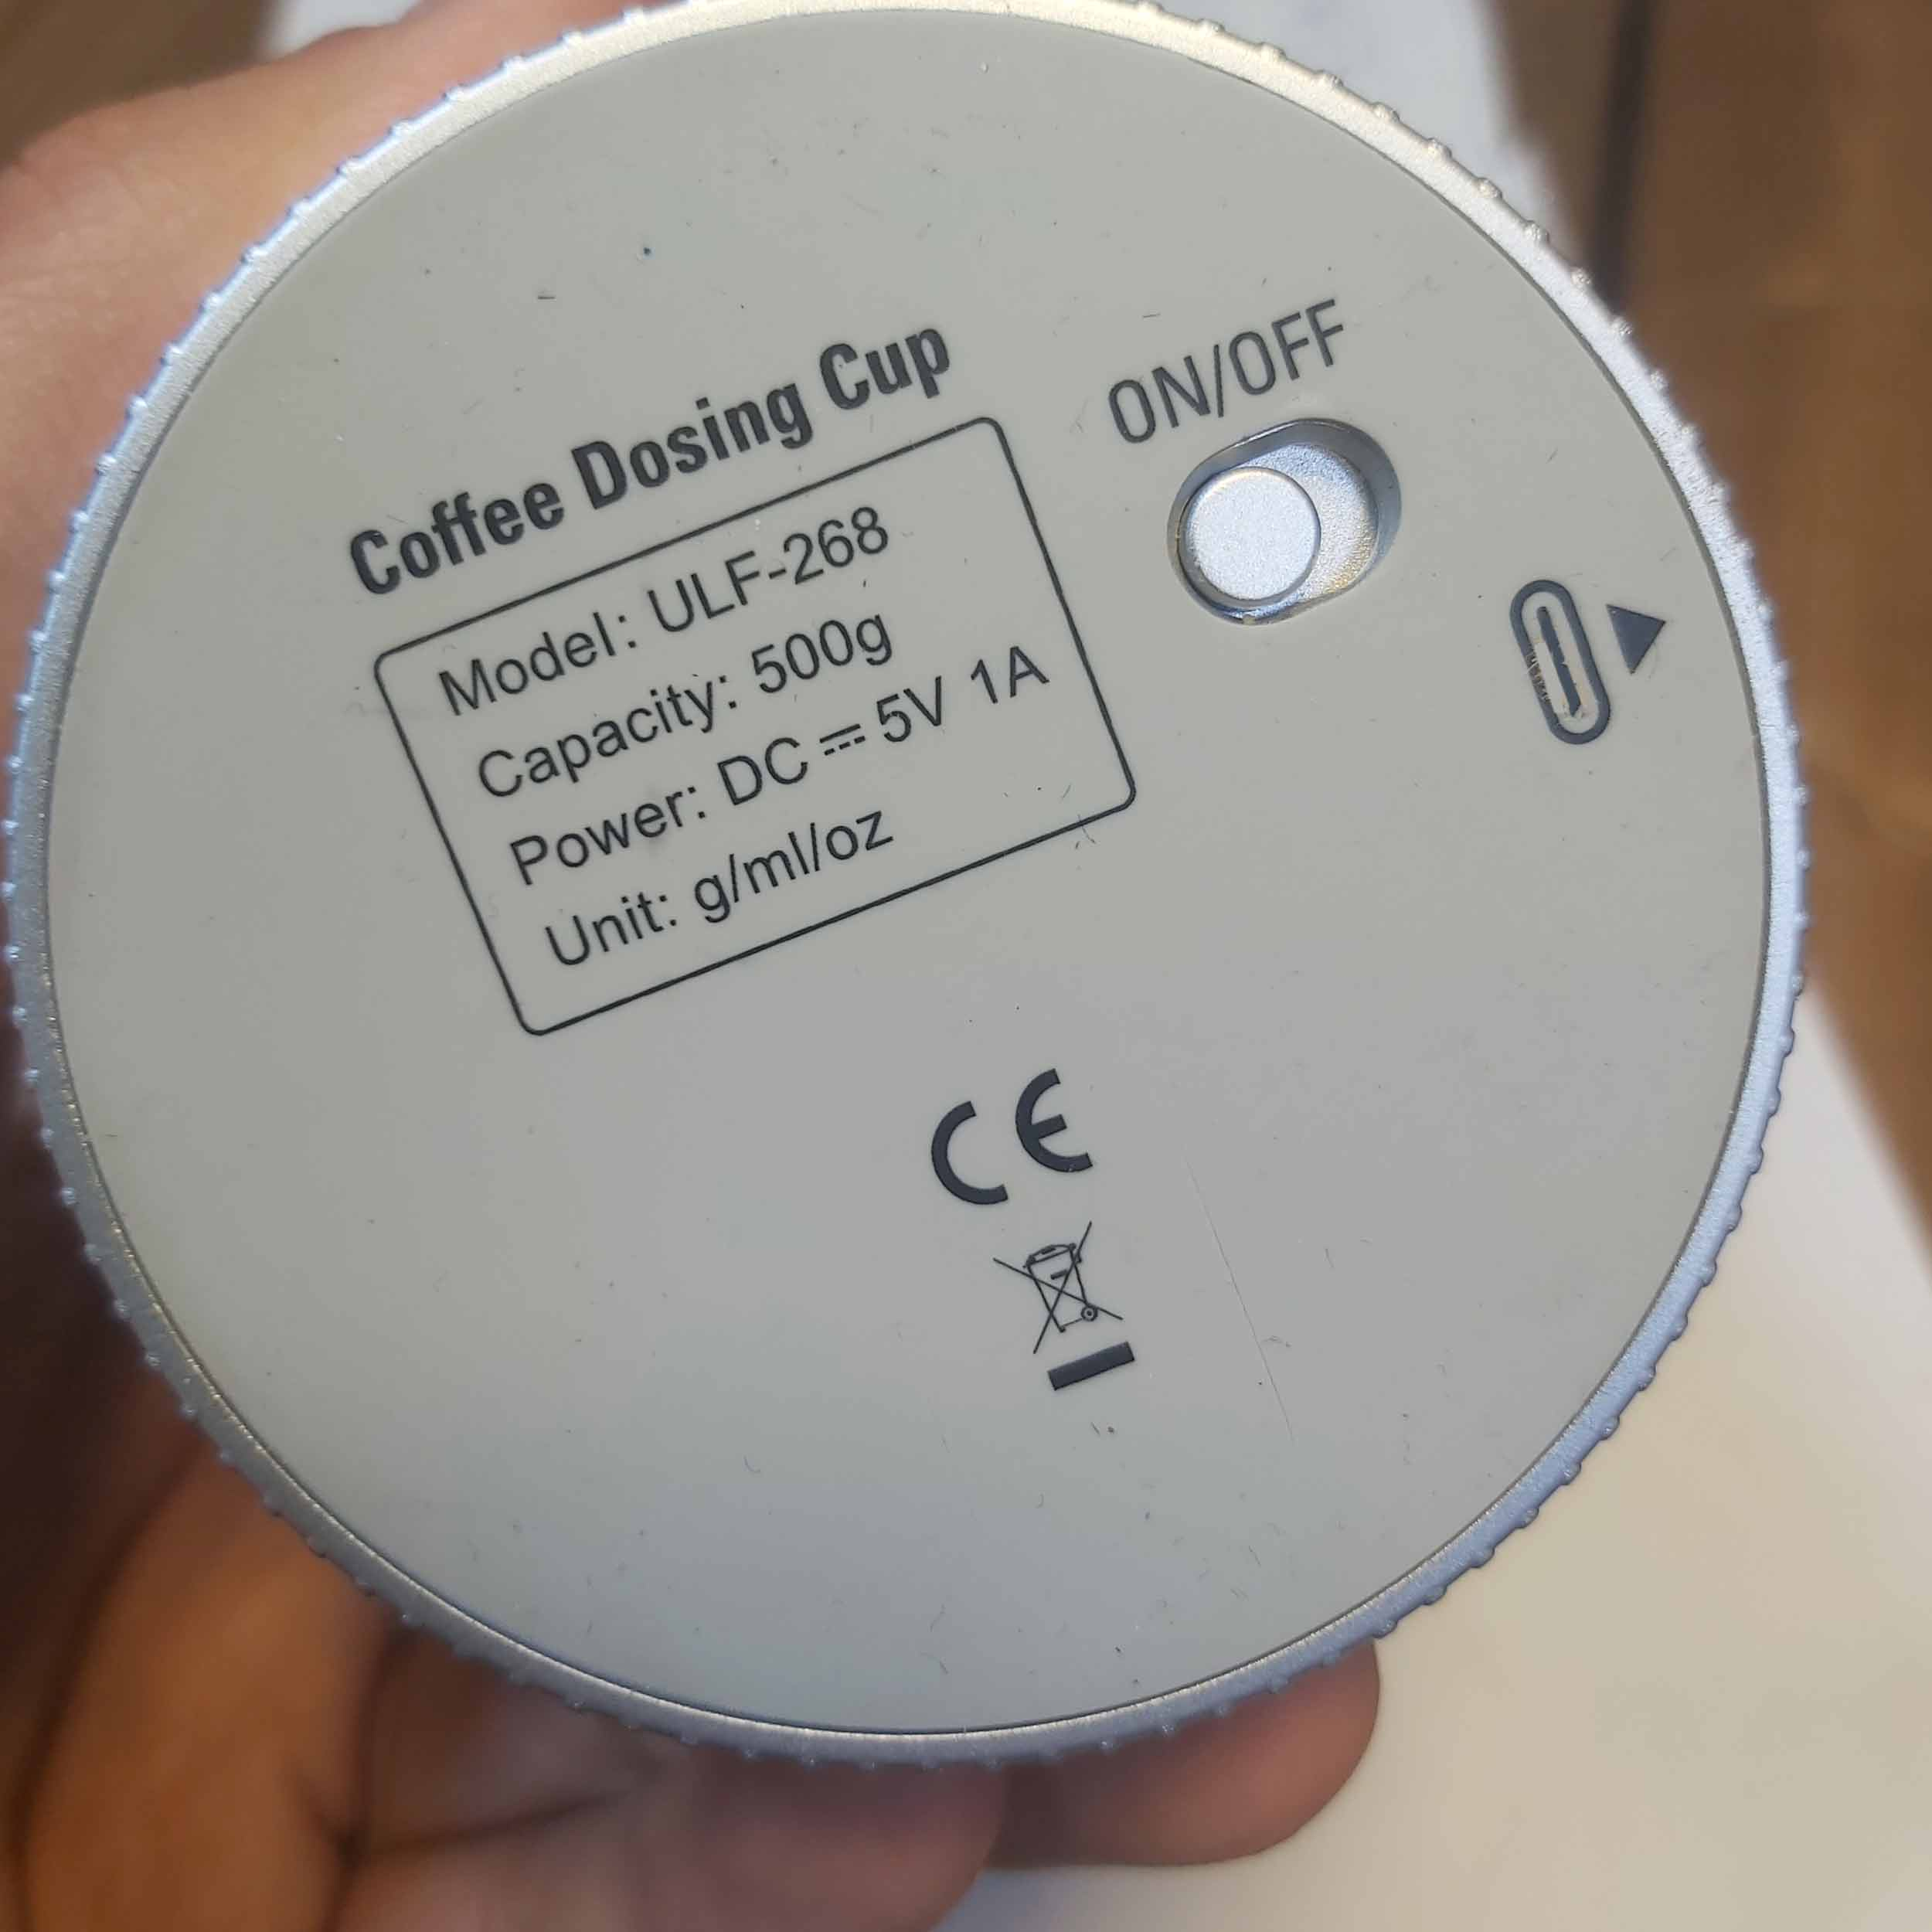 Coffee Dosing Cup
Model: ULF-268
Capacity: 500g
Power: DC ⎓ 5V 1A
Unit: g/ml/oz
ON/OFF
CE